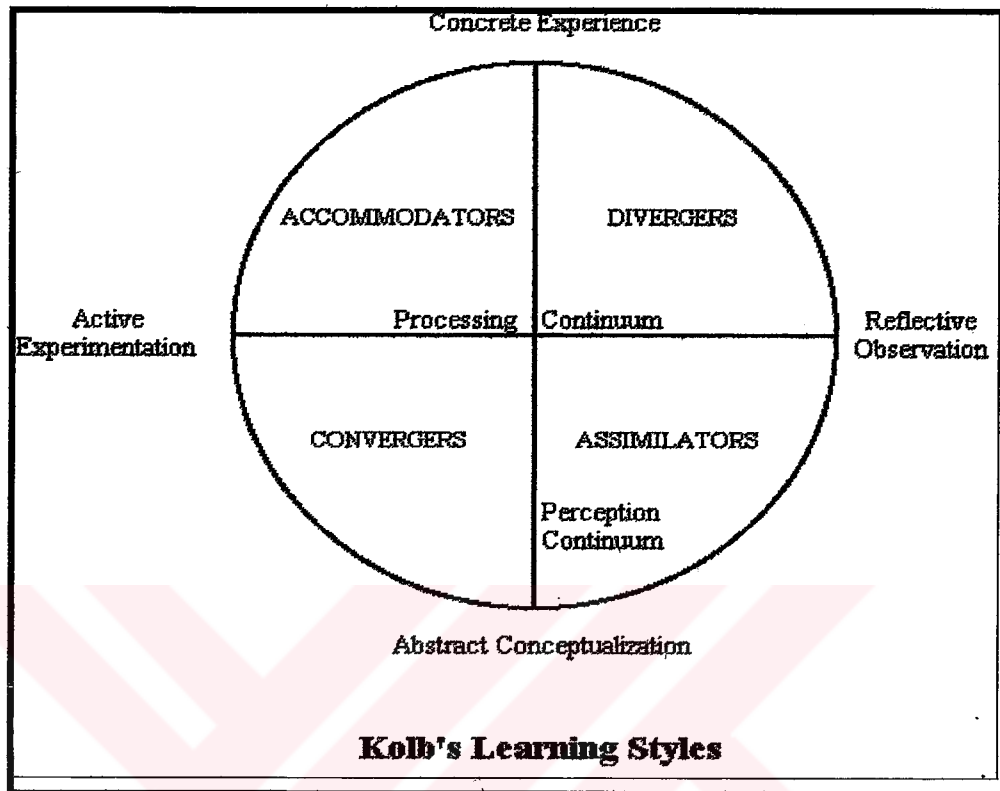 Concrete Experience
ACCOMMODATORS
DIVERGERS
Active
Experimentation
Processing
Continuum
Reflective
Observation
CONVERGERS
ASSIMILATORS
Perception
Continuum
Abstract Conceptualization
Kolb's Learning Styles